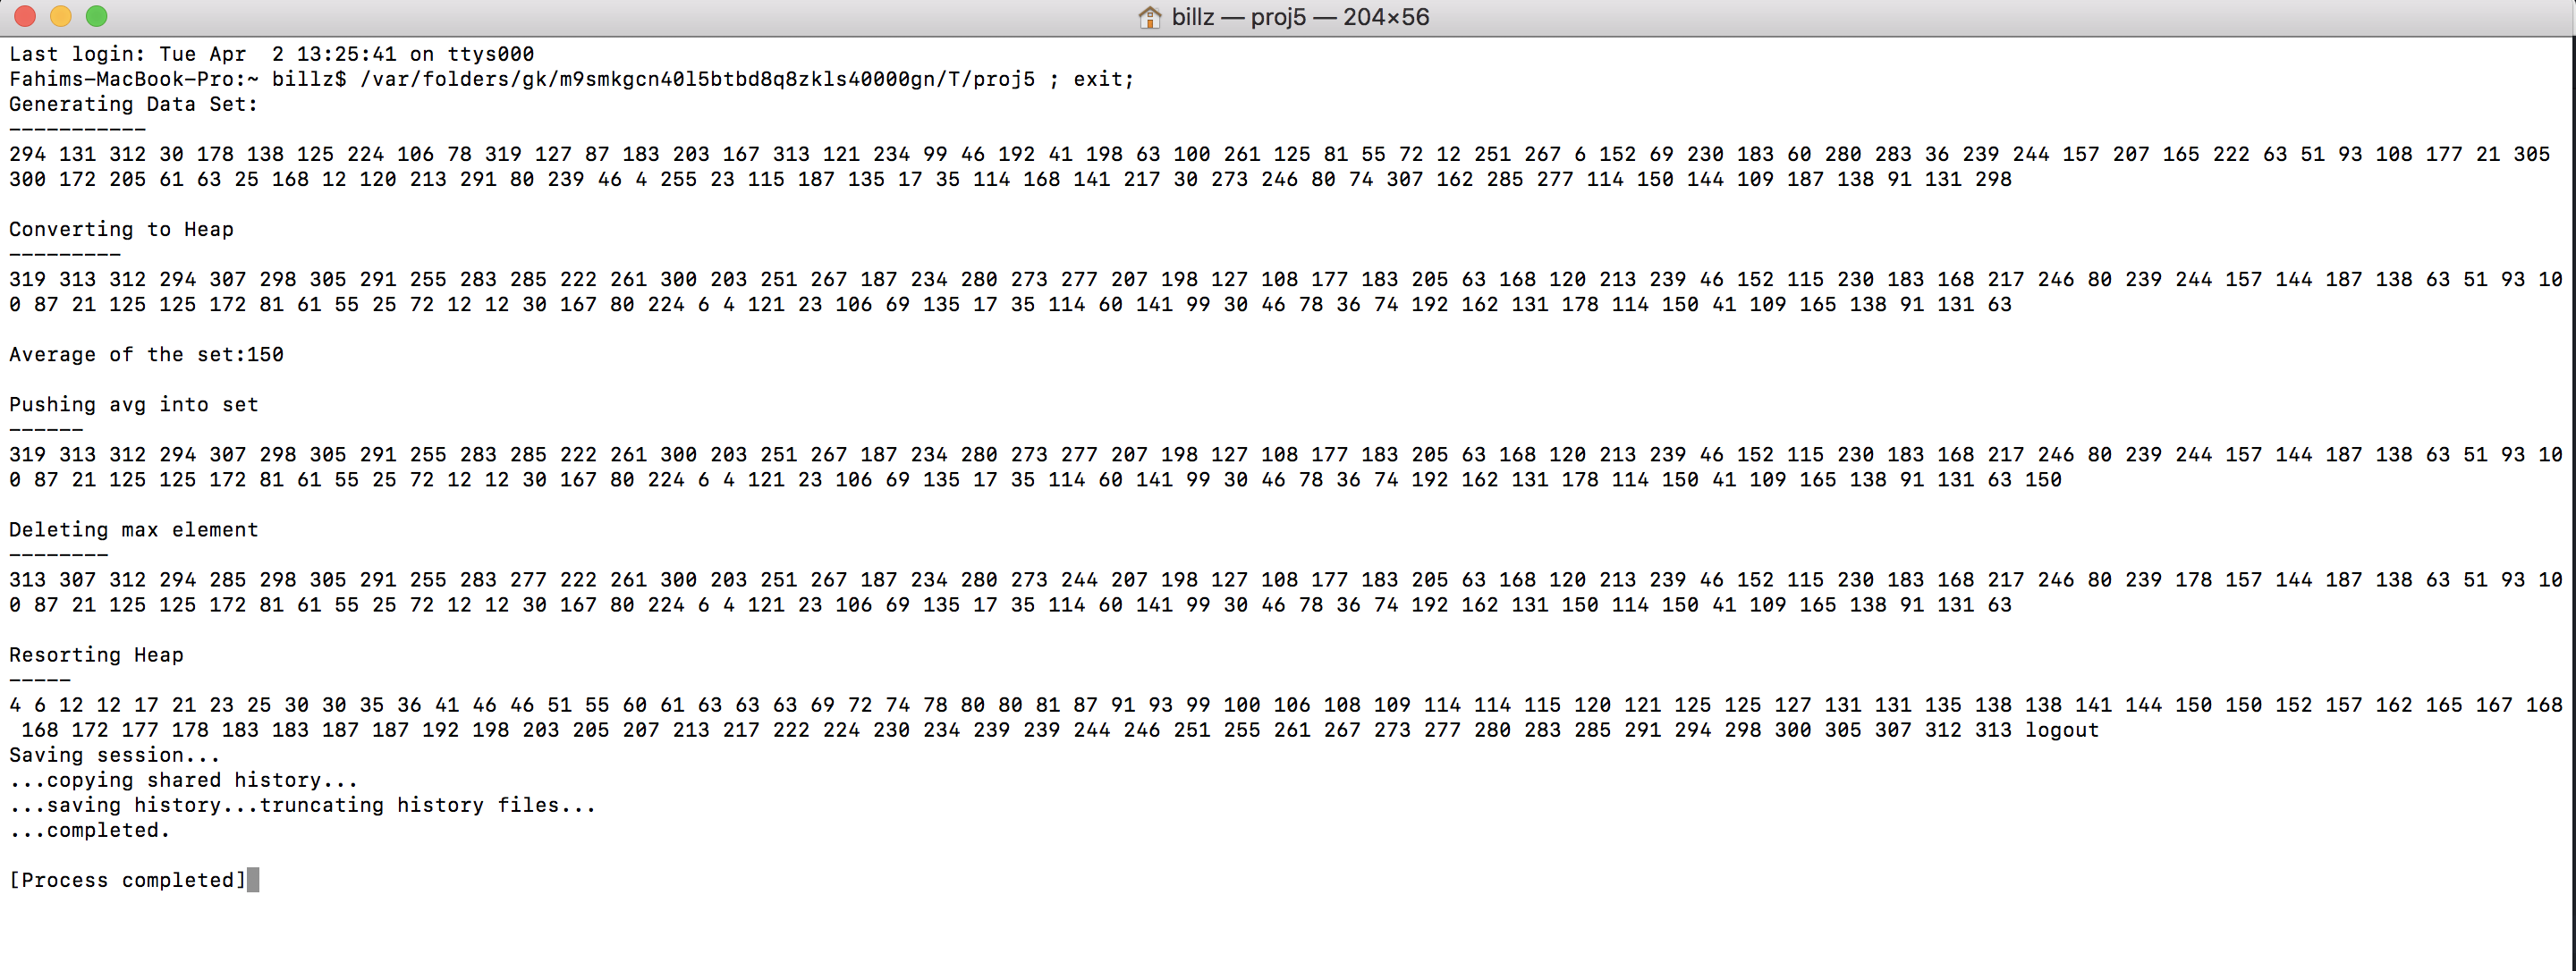 billz — proj5 — 204×56
Last login: Tue Apr  2 13:25:41 on ttys000
Fahims-MacBook-Pro:~ billz$ /var/folders/gk/m9smkgcn40l5btbd8q8zkls40000gn/T/proj5 ; exit;
Generating Data Set:
-----------
294 131 312 30 178 138 125 224 106 78 319 127 87 183 203 167 313 121 234 99 46 192 41 198 63 100 261 125 81 55 72 12 251 267 6 152 69 230 183 60 280 283 36 239 244 157 207 165 222 63 51 93 108 177 21 305
300 172 205 61 63 25 168 12 120 213 291 80 239 46 4 255 23 115 187 135 17 35 114 168 141 217 30 273 246 80 74 307 162 285 277 114 150 144 109 187 138 91 131 298
Converting to Heap
---------
319 313 312 294 307 298 305 291 255 283 285 222 261 300 203 251 267 187 234 280 273 277 207 198 127 108 177 183 205 63 168 120 213 239 46 152 115 230 183 168 217 246 80 239 244 157 144 187 138 63 51 93 10
0 87 21 125 125 172 81 61 55 25 72 12 12 30 167 80 224 6 4 121 23 106 69 135 17 35 114 60 141 99 30 46 78 36 74 192 162 131 178 114 150 41 109 165 138 91 131 63
Average of the set:150
Pushing avg into set
------
319 313 312 294 307 298 305 291 255 283 285 222 261 300 203 251 267 187 234 280 273 277 207 198 127 108 177 183 205 63 168 120 213 239 46 152 115 230 183 168 217 246 80 239 244 157 144 187 138 63 51 93 10
0 87 21 125 125 172 81 61 55 25 72 12 12 30 167 80 224 6 4 121 23 106 69 135 17 35 114 60 141 99 30 46 78 36 74 192 162 131 178 114 150 41 109 165 138 91 131 63 150
Deleting max element
--------
313 307 312 294 285 298 305 291 255 283 277 222 261 300 203 251 267 187 234 280 273 244 207 198 127 108 177 183 205 63 168 120 213 239 46 152 115 230 183 168 217 246 80 239 178 157 144 187 138 63 51 93 10
0 87 21 125 125 172 81 61 55 25 72 12 12 30 167 80 224 6 4 121 23 106 69 135 17 35 114 60 141 99 30 46 78 36 74 192 162 131 150 114 150 41 109 165 138 91 131 63
Resorting Heap
-----
4 6 12 12 17 21 23 25 30 30 35 36 41 46 46 51 55 60 61 63 63 63 69 72 74 78 80 80 81 87 91 93 99 100 106 108 109 114 114 115 120 121 125 125 127 131 131 135 138 138 141 144 150 150 152 157 162 165 167 168
 168 172 177 178 183 183 187 187 192 198 203 205 207 213 217 222 224 230 234 239 239 244 246 251 255 261 267 273 277 280 283 285 291 294 298 300 305 307 312 313 logout
Saving session...
...copying shared history...
...saving history...truncating history files...
...completed.
[Process completed]